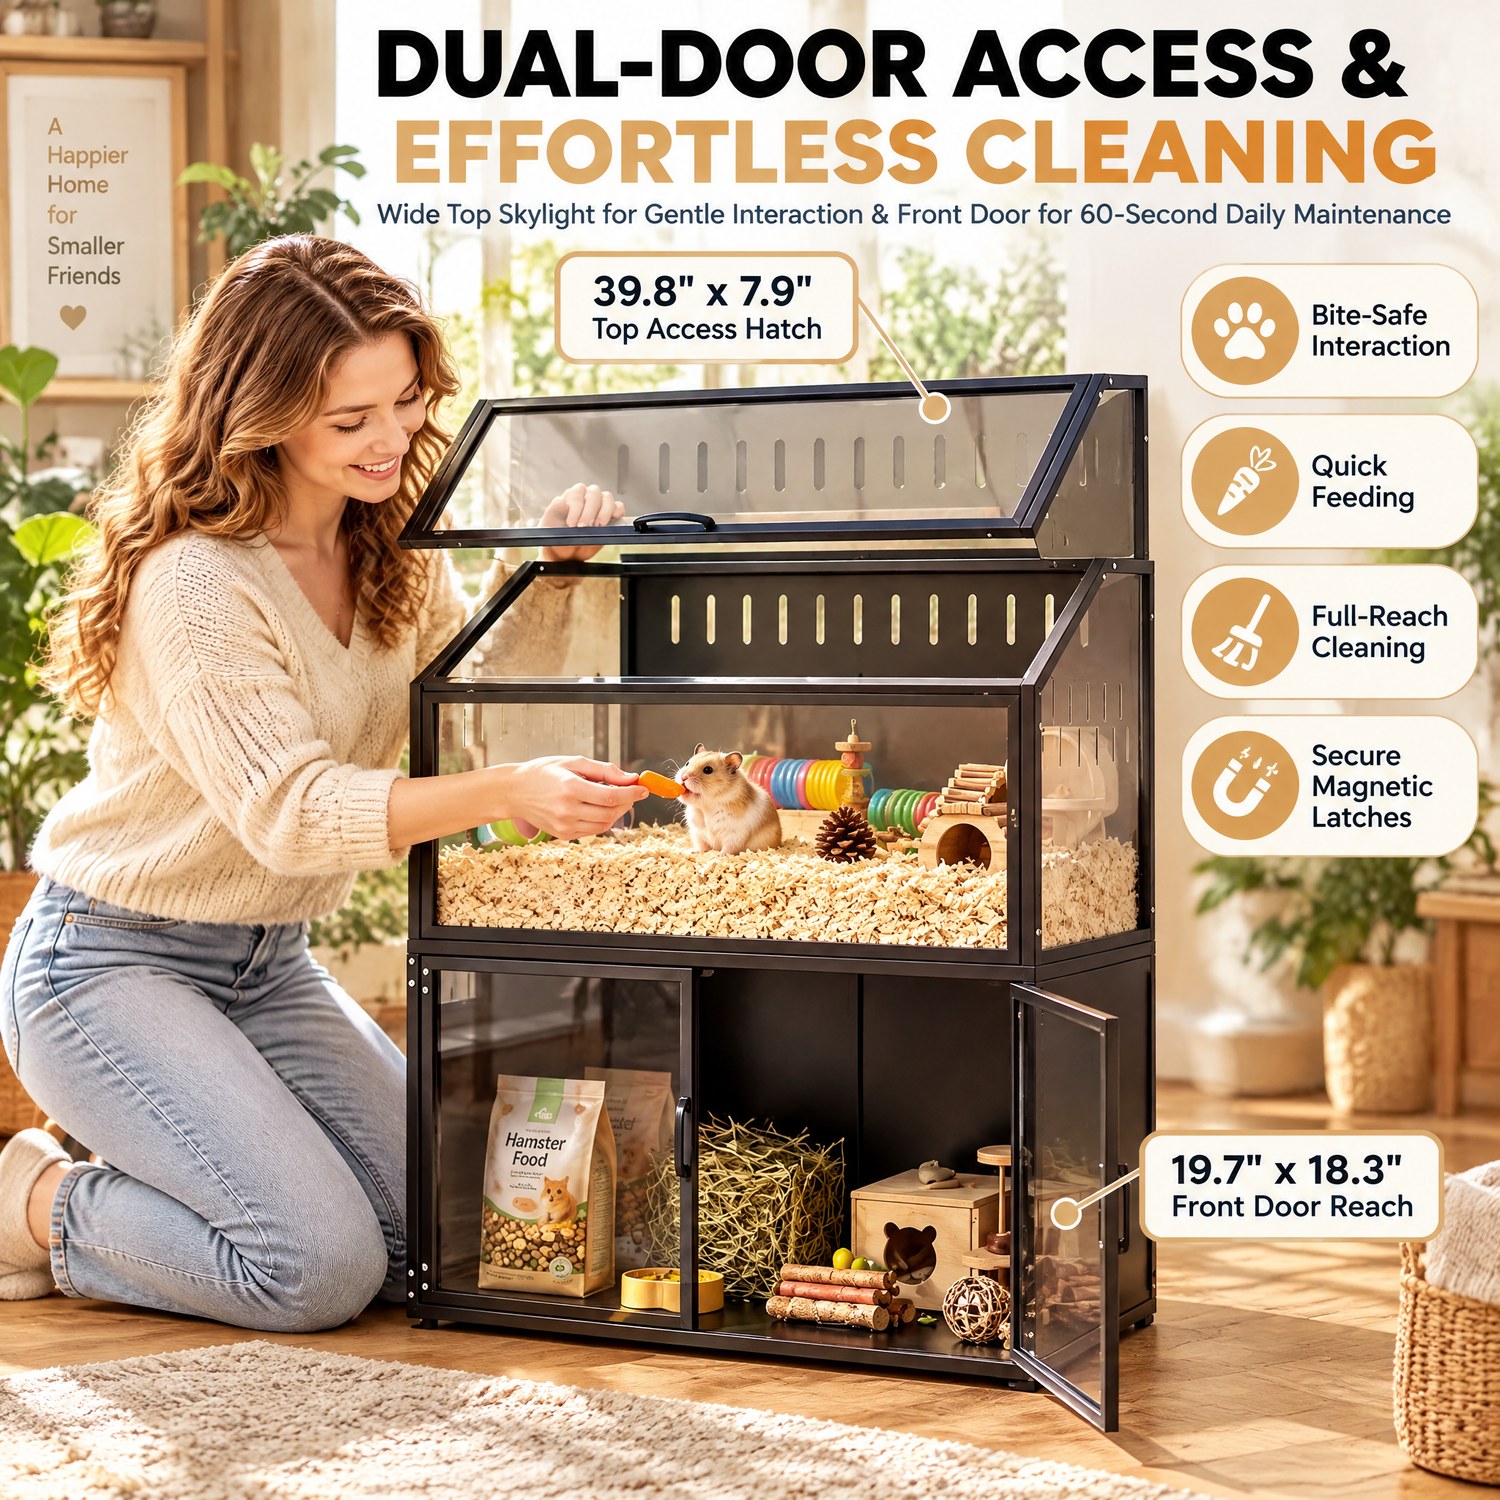 DUAL-DOOR ACCESS &
EFFORTLESS CLEANING
Wide Top Skylight for Gentle Interaction & Front Door for 60-Second Daily Maintenance
A
Happier
Home
for
Smaller
Friends
39.8" x 7.9"
Top Access Hatch
Bite-Safe
Interaction
Quick
Feeding
Full-Reach
Cleaning
Secure
Magnetic
Latches
Hamster
Food
19.7" x 18.3"
Front Door Reach